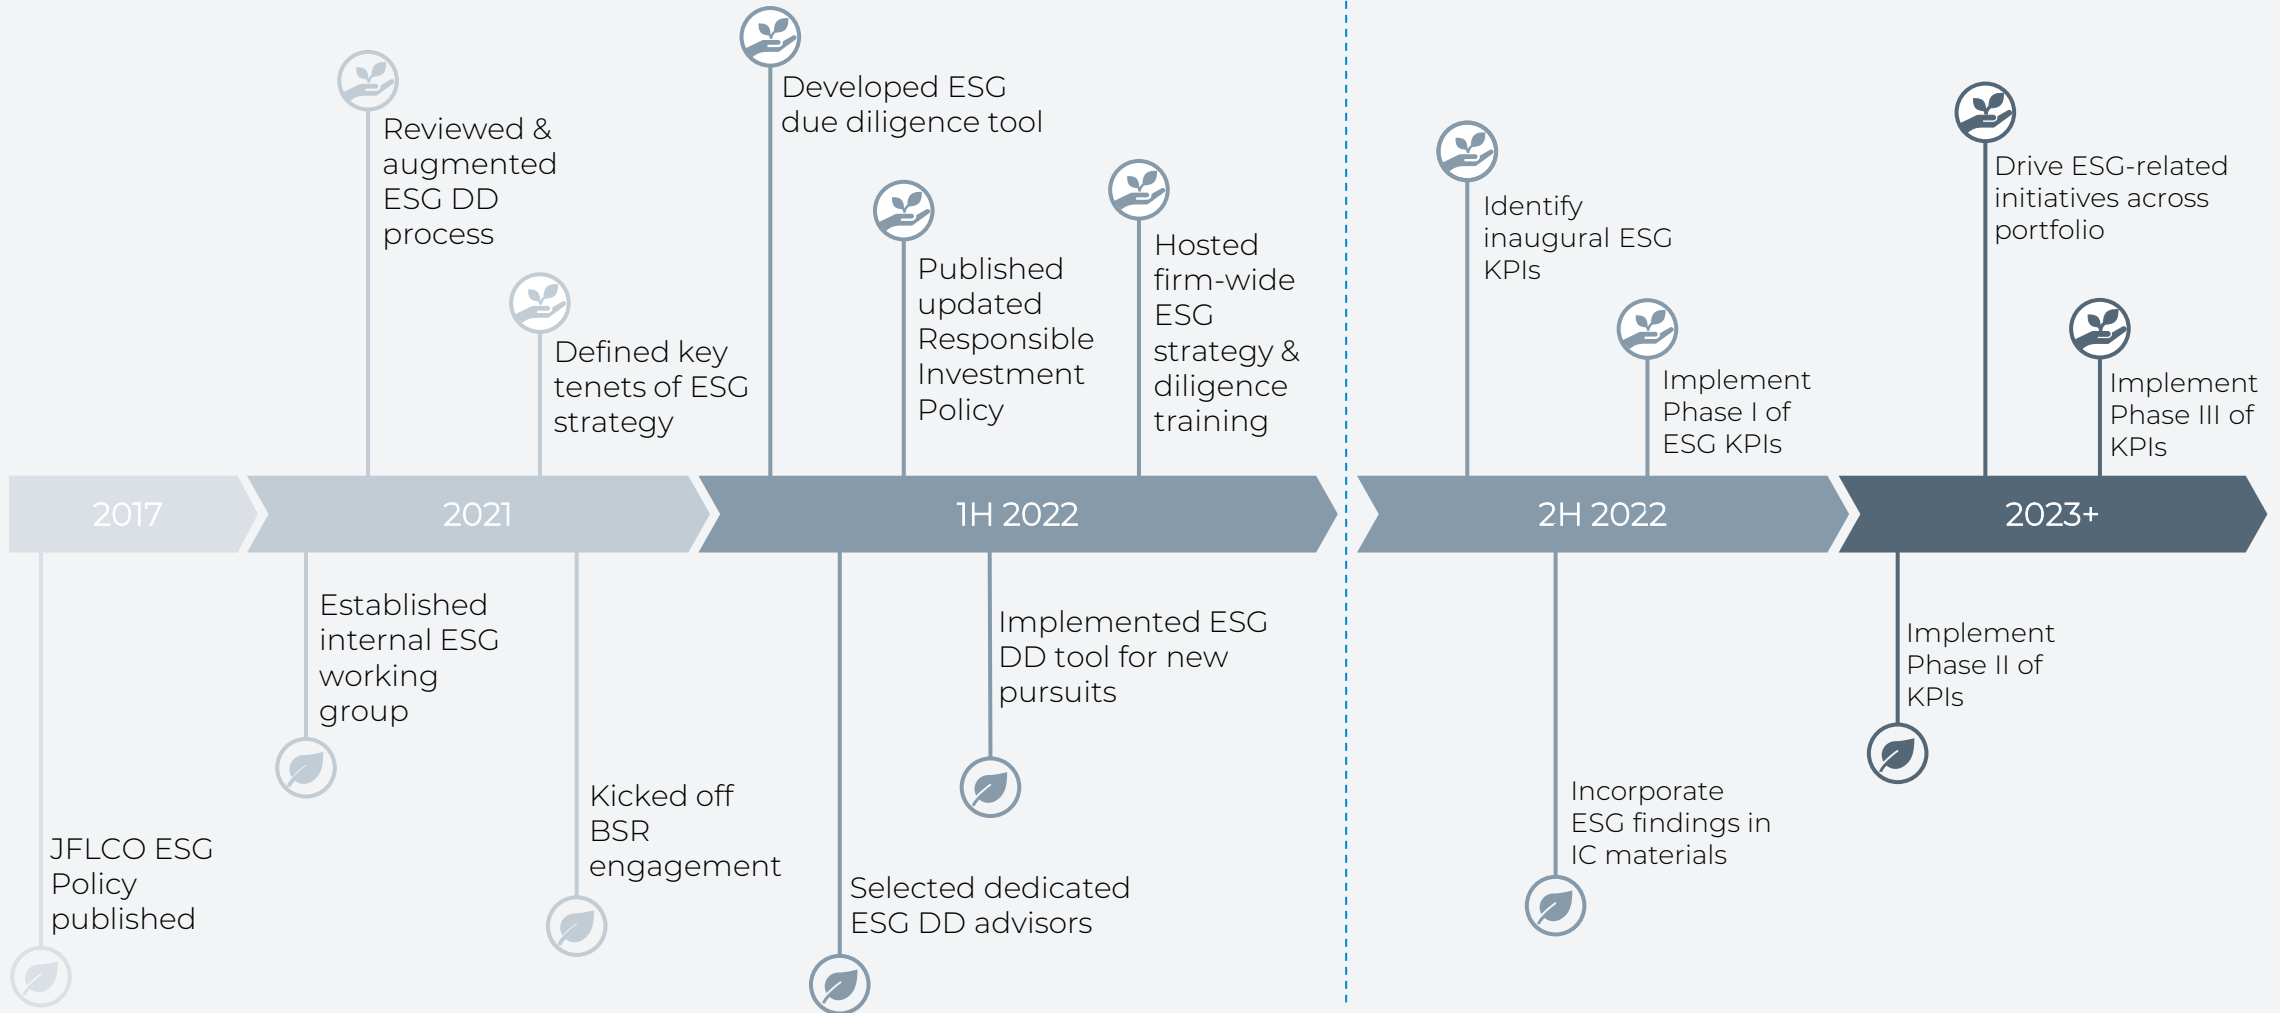 Reviewed &
augmented
ESG DD
process
Defined key
tenets of ESG
strategy
Developed ESG
due diligence tool
Published
updated
Responsible
Investment
Policy
Hosted
firm-wide
ESG
strategy &
diligence
training
Identify
inaugural ESG
KPIs
Implement
Phase I of
ESG KPIs
Drive ESG-related
initiatives across
portfolio
Implement
Phase III of
KPIs
2017
2021
1H 2022
2H 2022
2023+
JFLCO ESG
Policy
published
Established
internal ESG
working
group
Kicked off
BSR
engagement
Selected dedicated
ESG DD advisors
Implemented ESG
DD tool for new
pursuits
Incorporate
ESG findings in
IC materials
Implement
Phase II of
KPIs